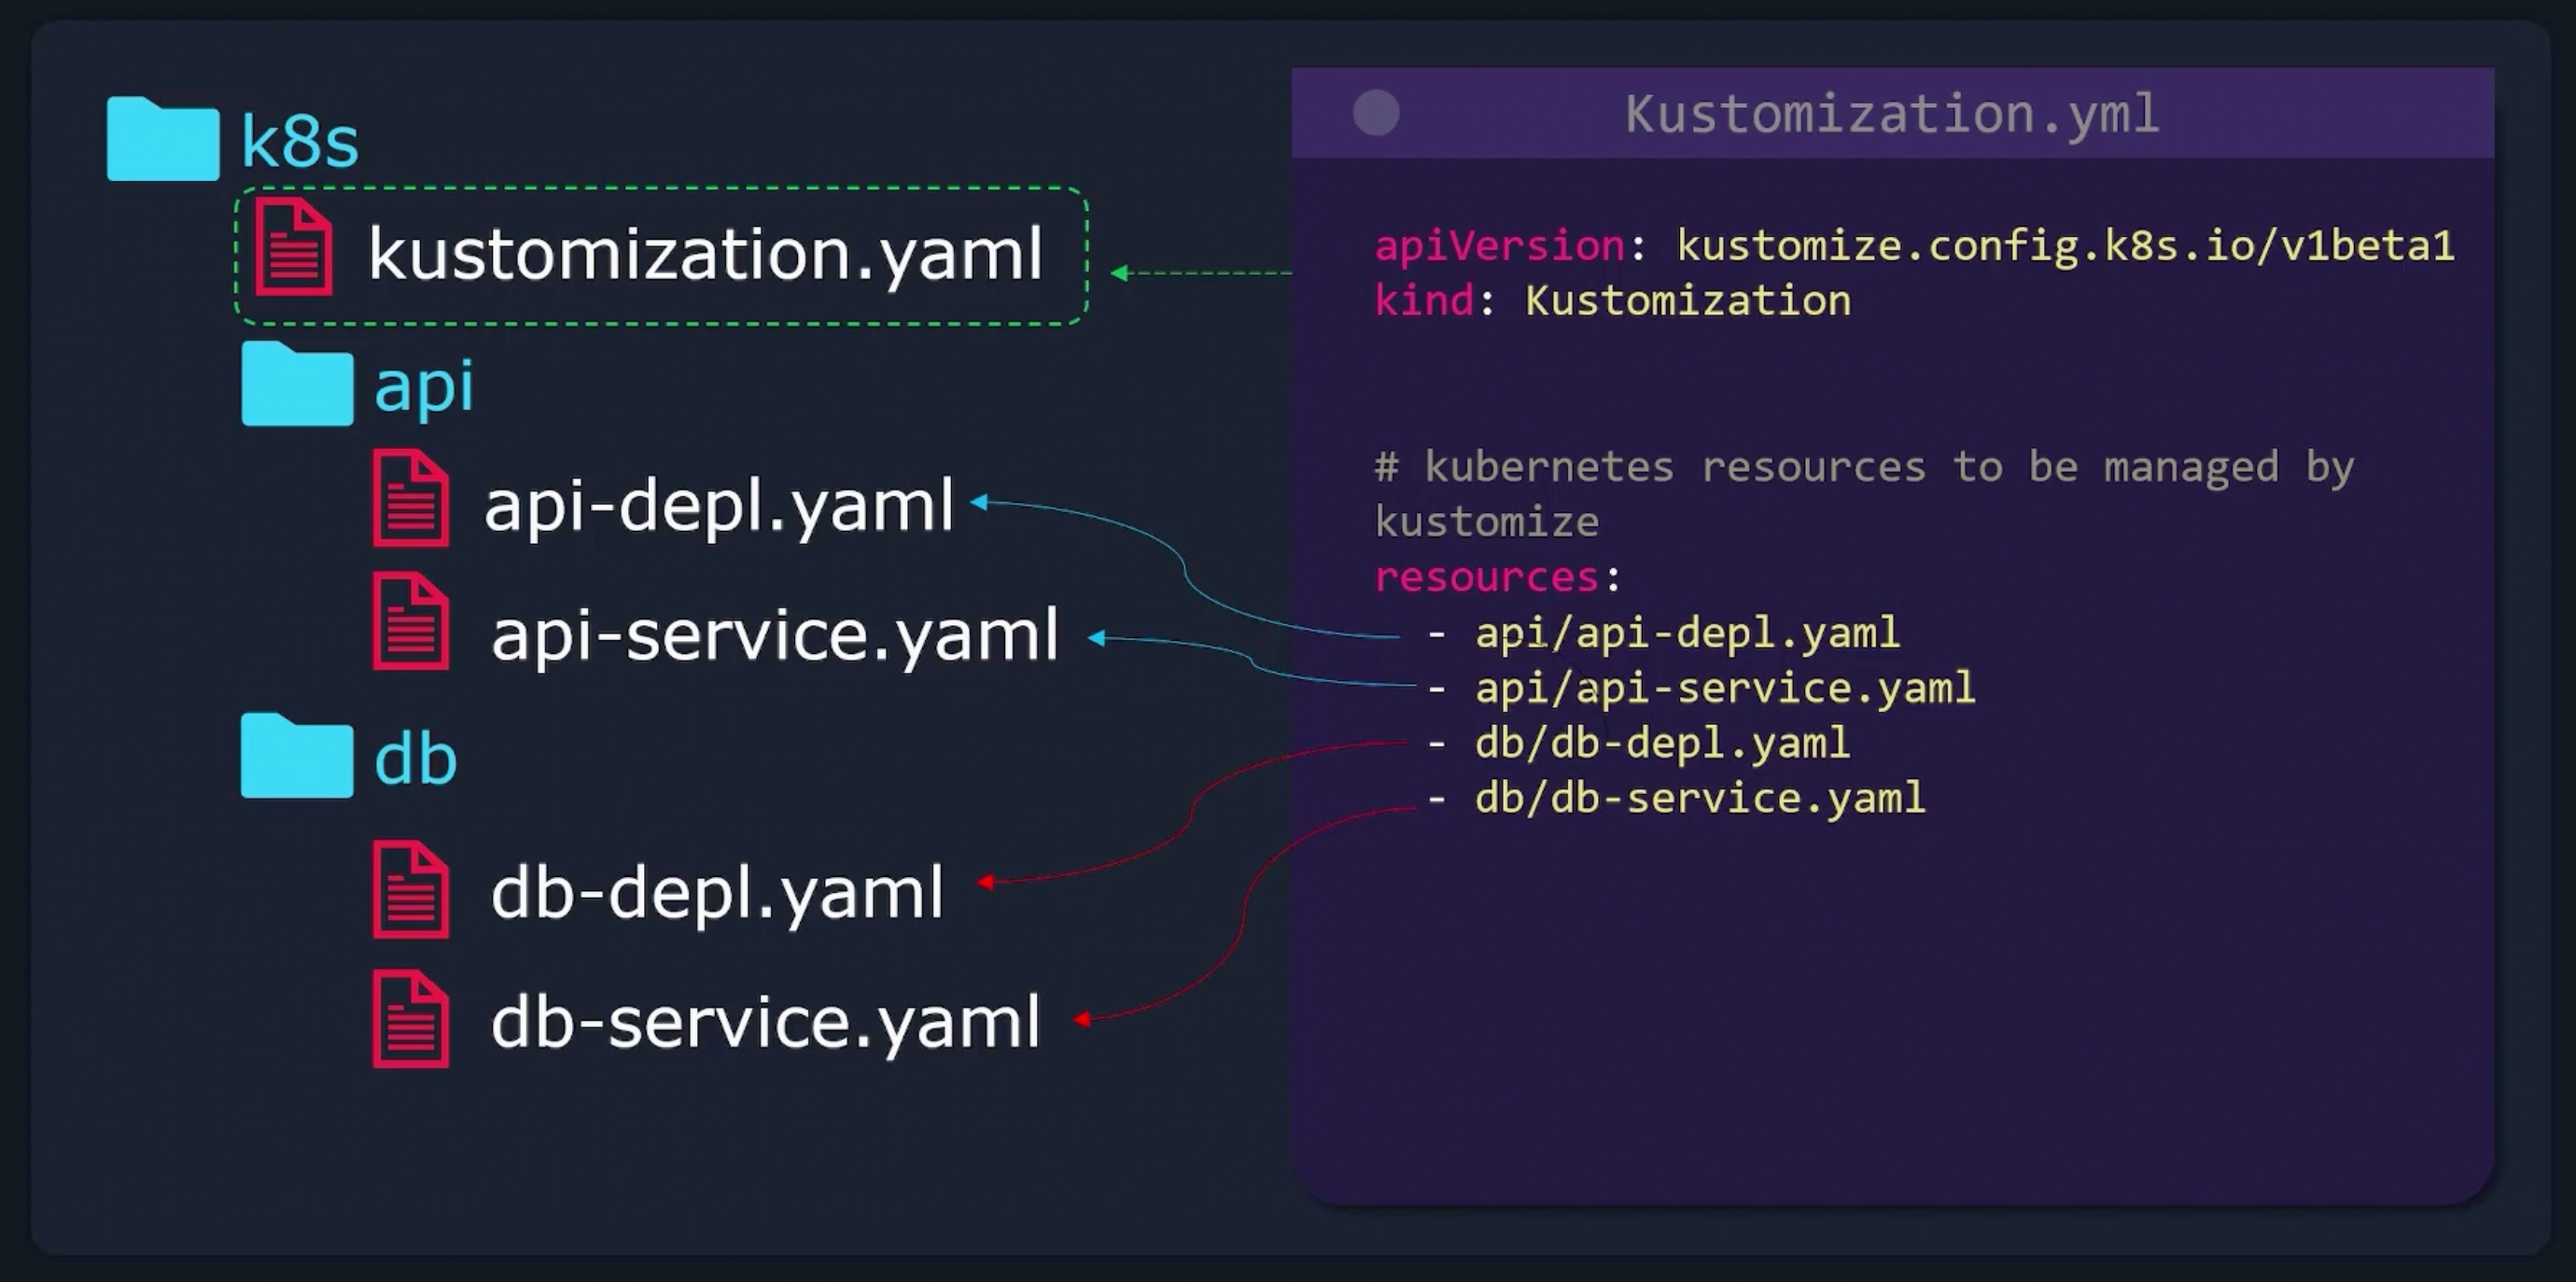 k8s
kustomization.yaml
api
api-depl.yaml
api-service.yaml
db
db-depl.yaml
db-service.yaml
Kustomization.yml
apiVersion: kustomize.config.k8s.io/v1beta1
kind: Kustomization
# kubernetes resources to be managed by
kustomize
resources:
- api/api-depl.yaml
- api/api-service.yaml
- db/db-depl.yaml
- db/db-service.yaml